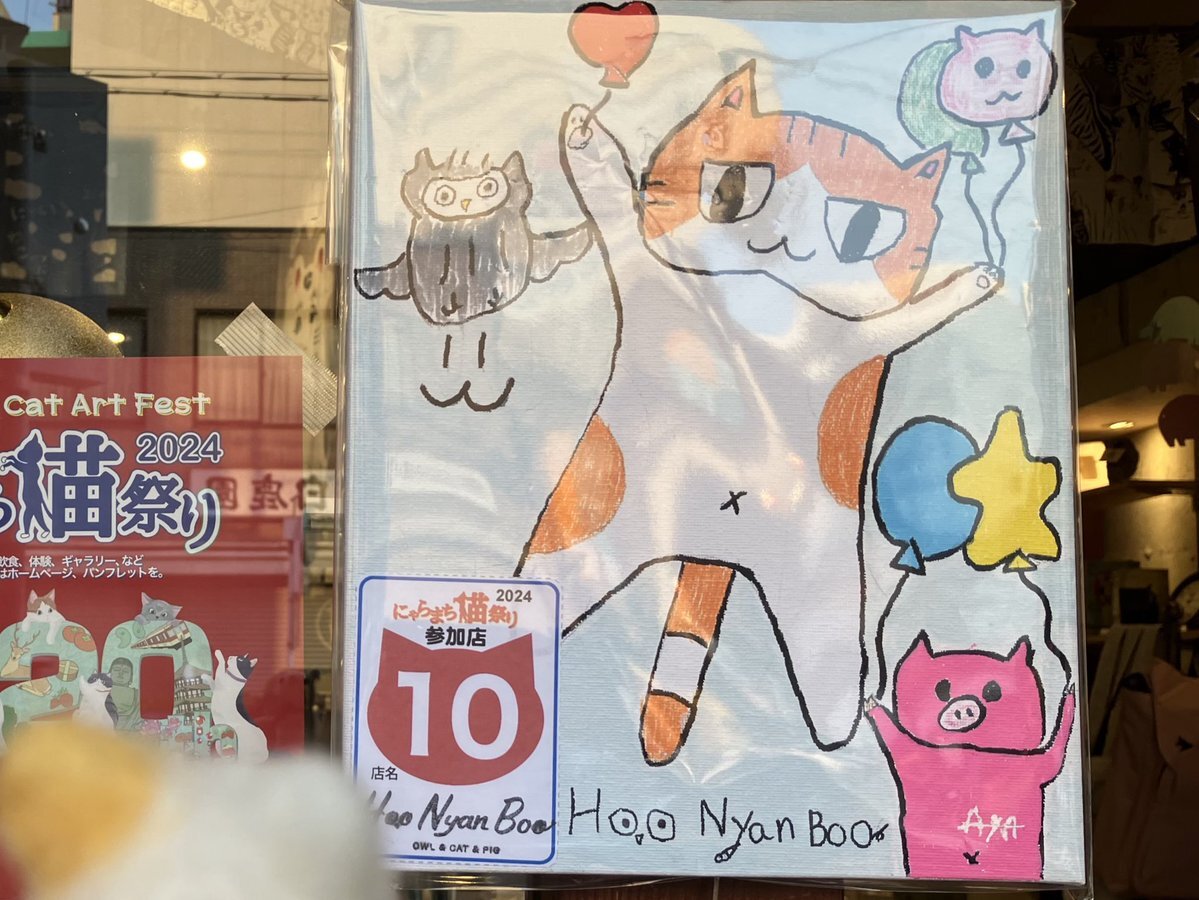 Cat Art Fest
2024
猫祭り
飲食、体験、ギャラリー、など
はホームページ、パンフレットを。
2024
にゃらまち猫祭り
参加店
10
店名
Hoo Nyan Boo
OWL & CAT & PIG
Hoo Nyan Boo
AYA